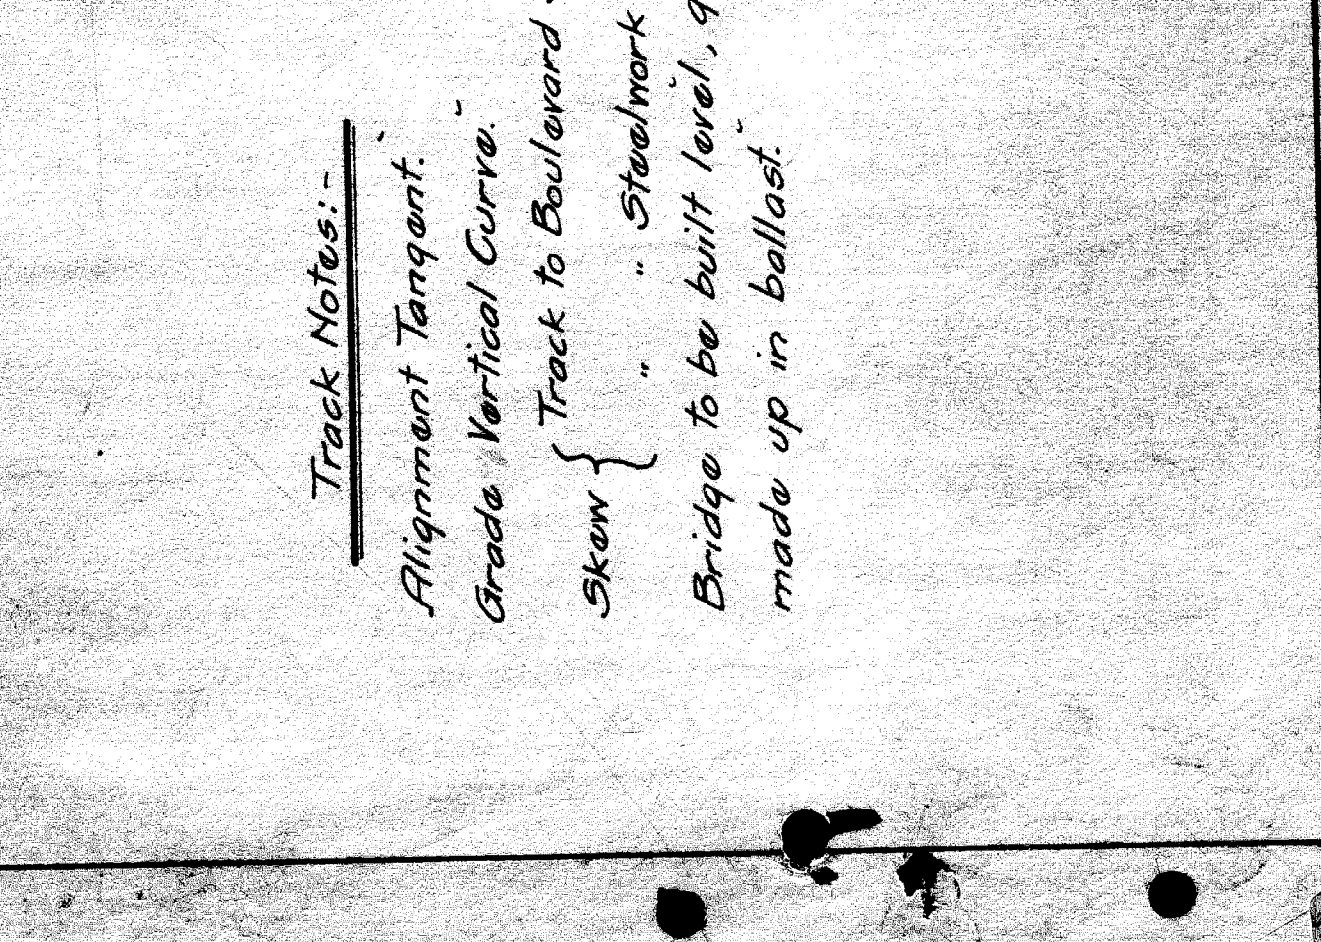 Track Notes:-
Alignment Tangent.
Grade Vertical Curve.
Skew { Track to Boulevard
" " Steelwork
Bridge to be built level,
made up in ballast.